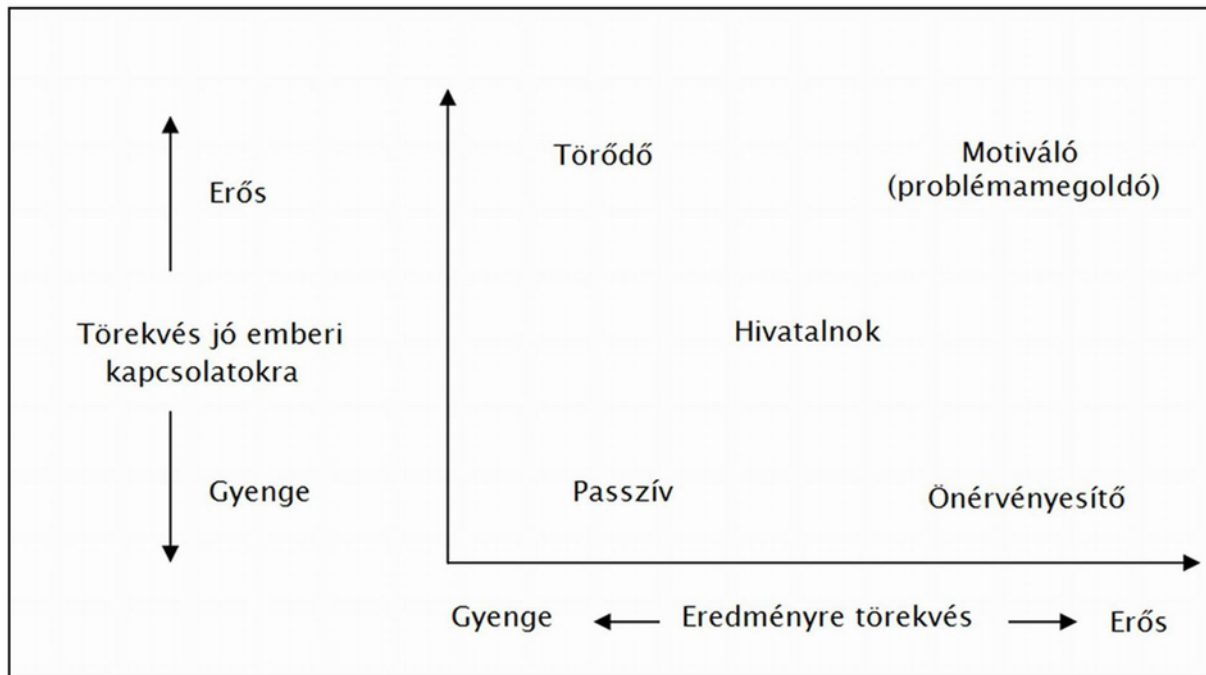 Törődő
Motiváló
(problémamegoldó)
Erős
Törekvés jó emberi
kapcsolatokra
Hivatalnok
Gyenge
Passzív
Önérvényesítő
Gyenge
Eredményre törekvés
Erős